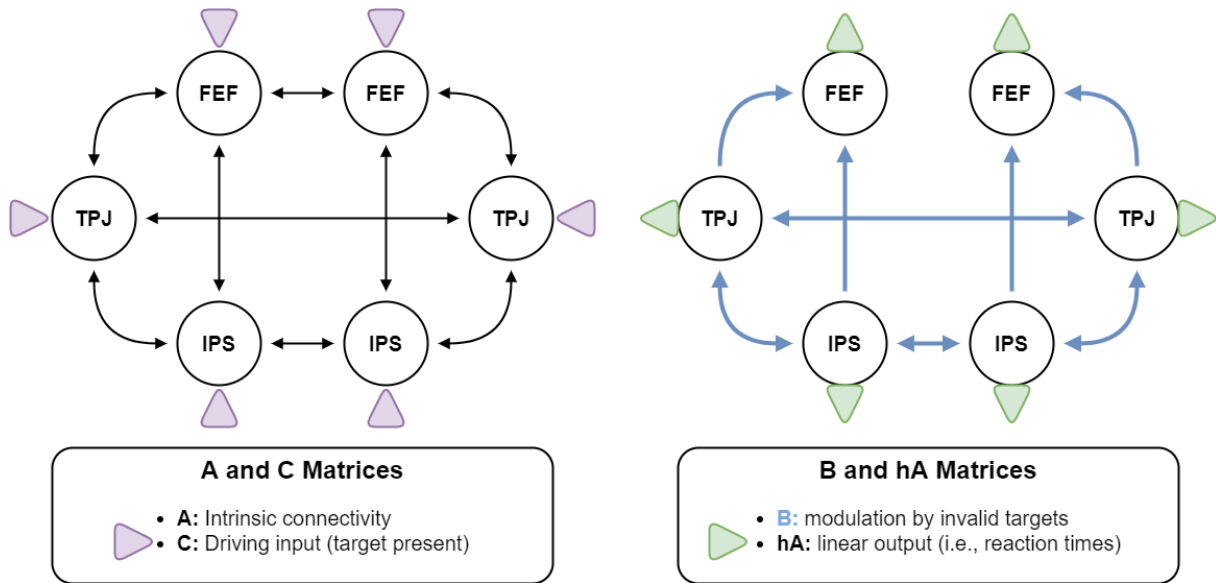 FEF
FEF
TPJ
TPJ
IPS
IPS
A and C Matrices
• A: Intrinsic connectivity
• C: Driving input (target present)
FEF
FEF
TPJ
TPJ
IPS
IPS
B and hA Matrices
• B: modulation by invalid targets
• hA: linear output (i.e., reaction times)